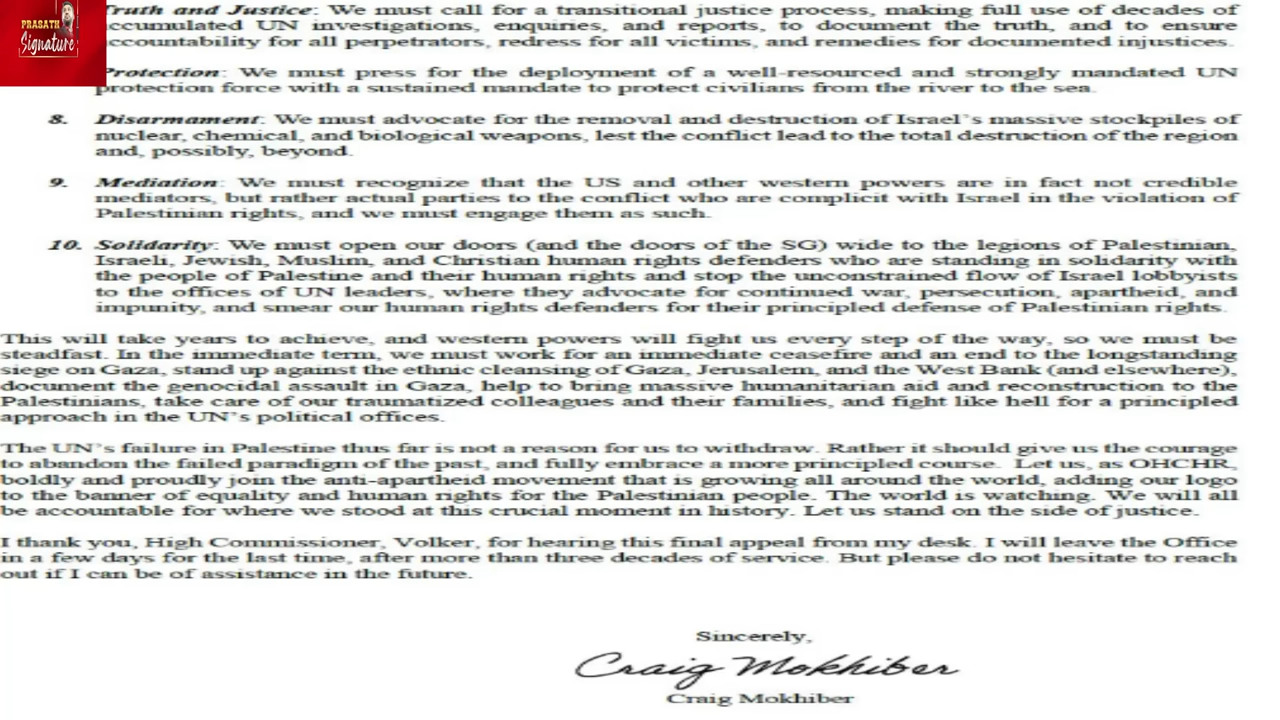 PRASATH
Signature
Truth and Justice: We must call for a transitional justice process, making full use of decades of
accumulated UN investigations, enquiries, and reports, to document the truth, and to ensure
accountability for all perpetrators, redress for all victims, and remedies for documented injustices.
Protection: We must press for the deployment of a well-resourced and strongly mandated UN
protection force with a sustained mandate to protect civilians from the river to the sea.
8. Disarmament: We must advocate for the removal and destruction of Israel's massive stockpiles of
nuclear, chemical, and biological weapons, lest the conflict lead to the total destruction of the region
and, possibly, beyond.
9. Mediation: We must recognize that the US and other western powers are in fact not credible
mediators, but rather actual parties to the conflict who are complicit with Israel in the violation of
Palestinian rights, and we must engage them as such.
10. Solidarity: We must open our doors (and the doors of the SG) wide to the legions of Palestinian,
Israeli, Jewish, Muslim, and Christian human rights defenders who are standing in solidarity with
the people of Palestine and their human rights and stop the unconstrained flow of Israel lobbyists
to the offices of UN leaders, where they advocate for continued war, persecution, apartheid, and
impunity, and smear our human rights defenders for their principled defense of Palestinian rights.
This will take years to achieve, and western powers will fight us every step of the way, so we must be
steadfast. In the immediate term, we must work for an immediate ceasefire and an end to the longstanding
siege on Gaza, stand up against the ethnic cleansing of Gaza, Jerusalem, and the West Bank (and elsewhere),
document the genocidal assault in Gaza, help to bring massive humanitarian aid and reconstruction to the
Palestinians, take care of our traumatized colleagues and their families, and fight like hell for a principled
approach in the UN's political offices.
The UN's failure in Palestine thus far is not a reason for us to withdraw. Rather it should give us the courage
to abandon the failed paradigm of the past, and fully embrace a more principled course. Let us, as OHCHR,
boldly and proudly join the anti-apartheid movement that is growing all around the world, adding our logo
to the banner of equality and human rights for the Palestinian people. The world is watching. We will all
be accountable for where we stood at this crucial moment in history. Let us stand on the side of justice.
I thank you, High Commissioner, Volker, for hearing this final appeal from my desk. I will leave the Office
in a few days for the last time, after more than three decades of service. But please do not hesitate to reach
out if I can be of assistance in the future.
Sincerely,
Craig Mokhiber
Craig Mokhiber